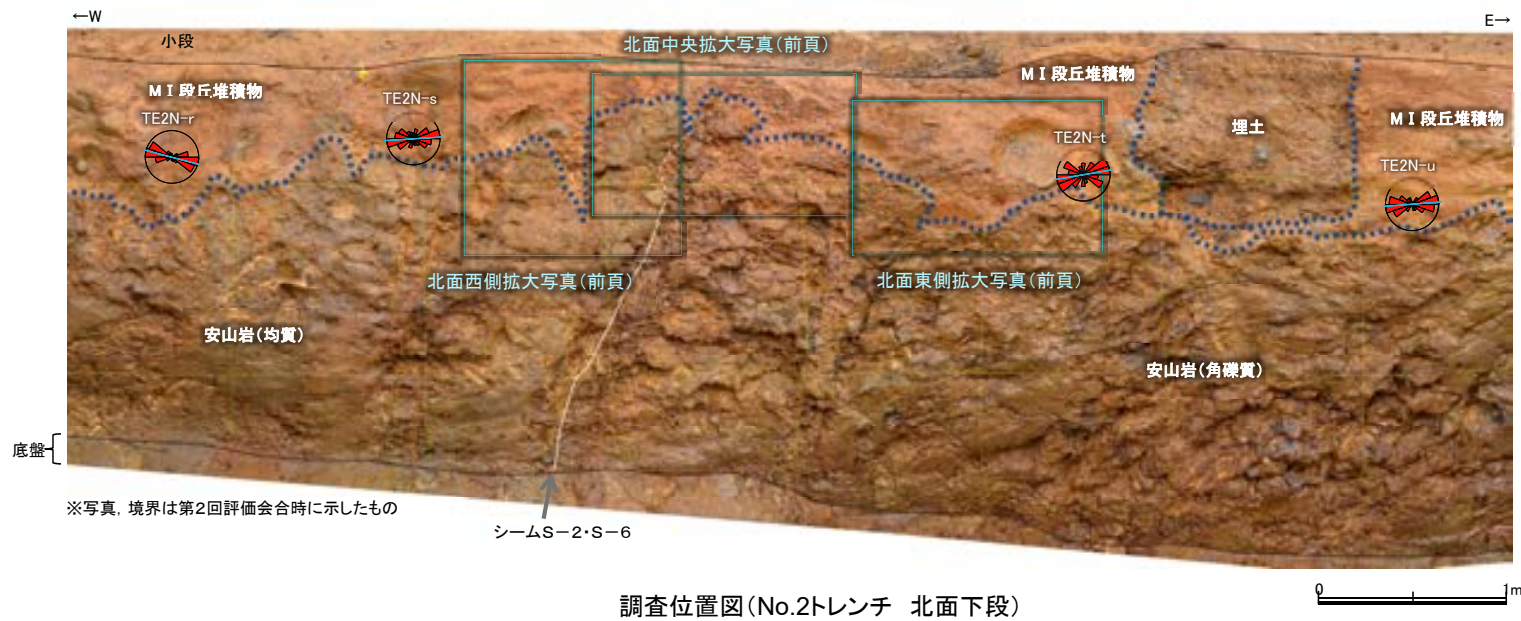 ←W
E→
小段
北面中央拡大写真(前頁)
MⅠ段丘堆積物
MⅠ段丘堆積物
TE2N-s
TE2N-r
埋土
MⅠ段丘堆積物
TE2N-t
TE2N-u
北面西側拡大写真(前頁)
北面東側拡大写真(前頁)
安山岩(均質)
安山岩(角礫質)
底盤
※写真, 境界は第2回評価会合時に示したもの
シームS-2・S-6
調査位置図(No.2トレンチ 北面下段)
0 1m